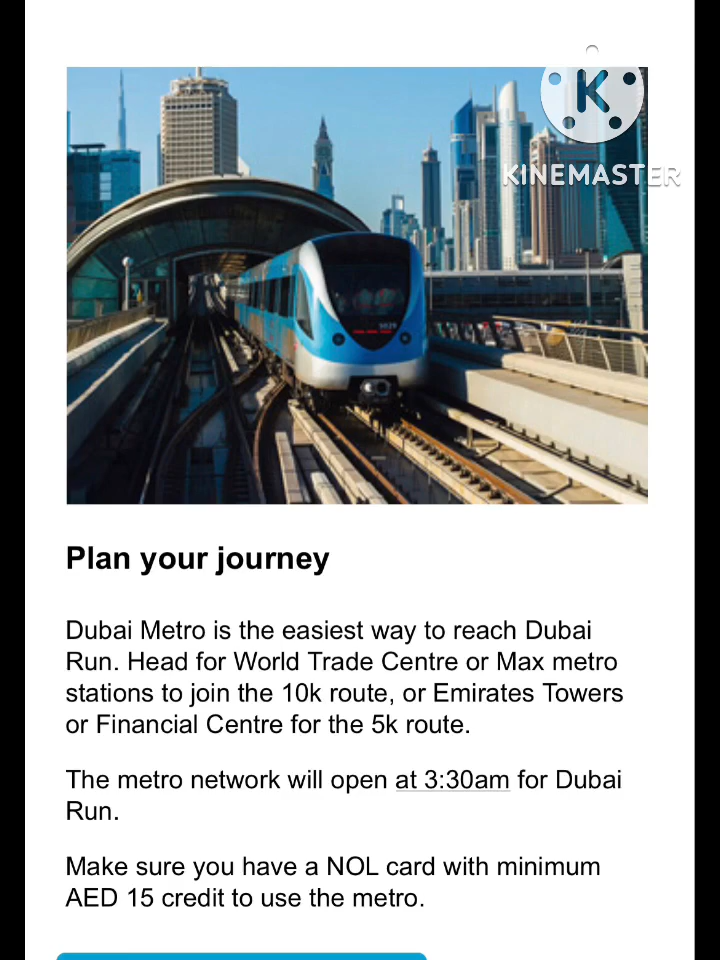 KINEMASTER
Plan your journey
Dubai Metro is the easiest way to reach Dubai
Run. Head for World Trade Centre or Max metro
stations to join the 10k route, or Emirates Towers
or Financial Centre for the 5k route.
The metro network will open at 3:30am for Dubai
Run.
Make sure you have a NOL card with minimum
AED 15 credit to use the metro.